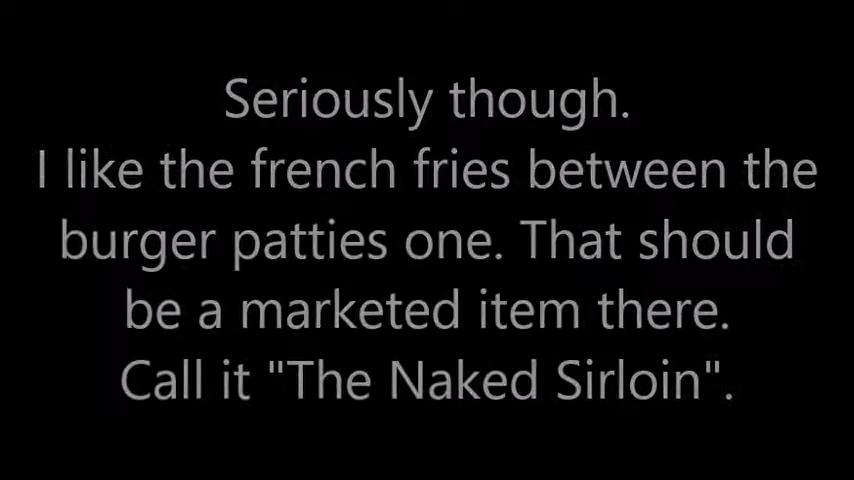 Seriously though.
I like the french fries between the
burger patties one. That should
be a marketed item there.
Call it "The Naked Sirloin".